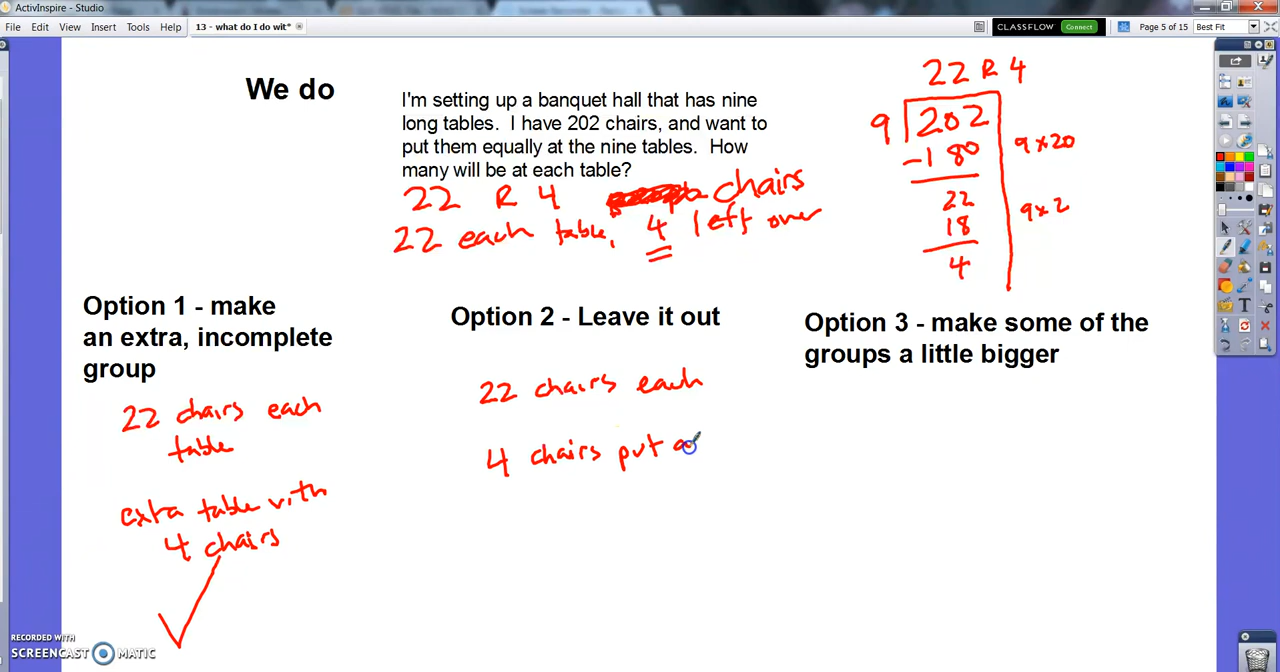 ActivInspire - Studio
File Edit View Insert Tools Help 13 - what do I do wit* CLASSFLOW Connect Page 5 of 15 Best Fit
We do
I'm setting up a banquet hall that has nine
long tables. I have 202 chairs, and want to
put them equally at the nine tables. How
many will be at each table?
22 R 4 chairs
22 each table, 4 left over
22 R 4
9 202
-180 9x20
22
18 9x2
4
Option 1 - make
an extra, incomplete
group
22 chairs each
table
extra table with
4 chairs
Option 2 - Leave it out
22 chairs each
4 chairs put a
Option 3 - make some of the
groups a little bigger
RECORDED WITH
SCREENCAST MATIC